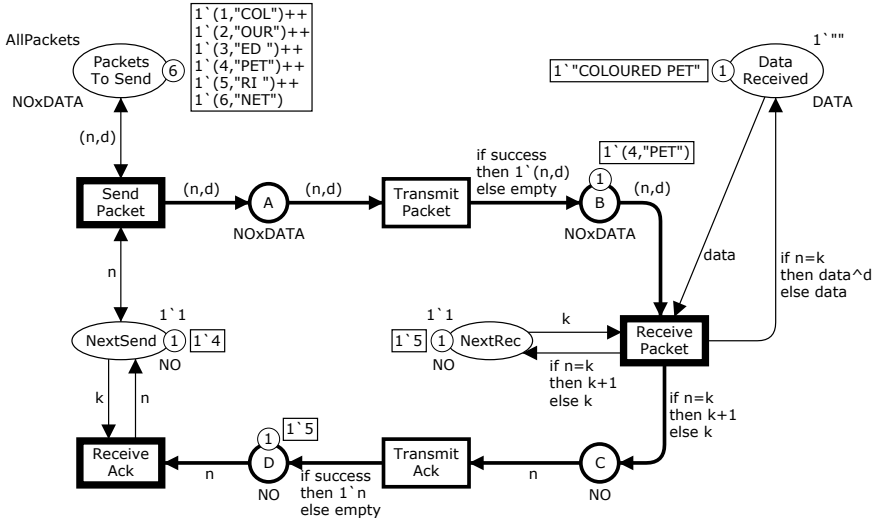 AllPackets
Packets
To Send
6
1`(1,"COL")++
1`(2,"OUR")++
1`(3,"ED ")++
1`(4,"PET")++
1`(5,"RI ")++
1`(6,"NET")
NOxDATA
1`""
1`"COLOURED PET"
1
Data
Received
DATA
(n,d)
Send
Packet
(n,d)
A
NOxDATA
(n,d)
Transmit
Packet
if success
then 1`(n,d)
else empty
1`(4,"PET")
1
B
NOxDATA
(n,d)
data
if n=k
then data^d
else data
n
1`1
NextSend
1
1`4
NO
1`1
1`5
1
NextRec
NO
k
if n=k
then k+1
else k
Receive
Packet
if n=k
then k+1
else k
k
n
Receive
Ack
n
1`5
1
D
NO
if success
then 1`n
else empty
Transmit
Ack
n
C
NO